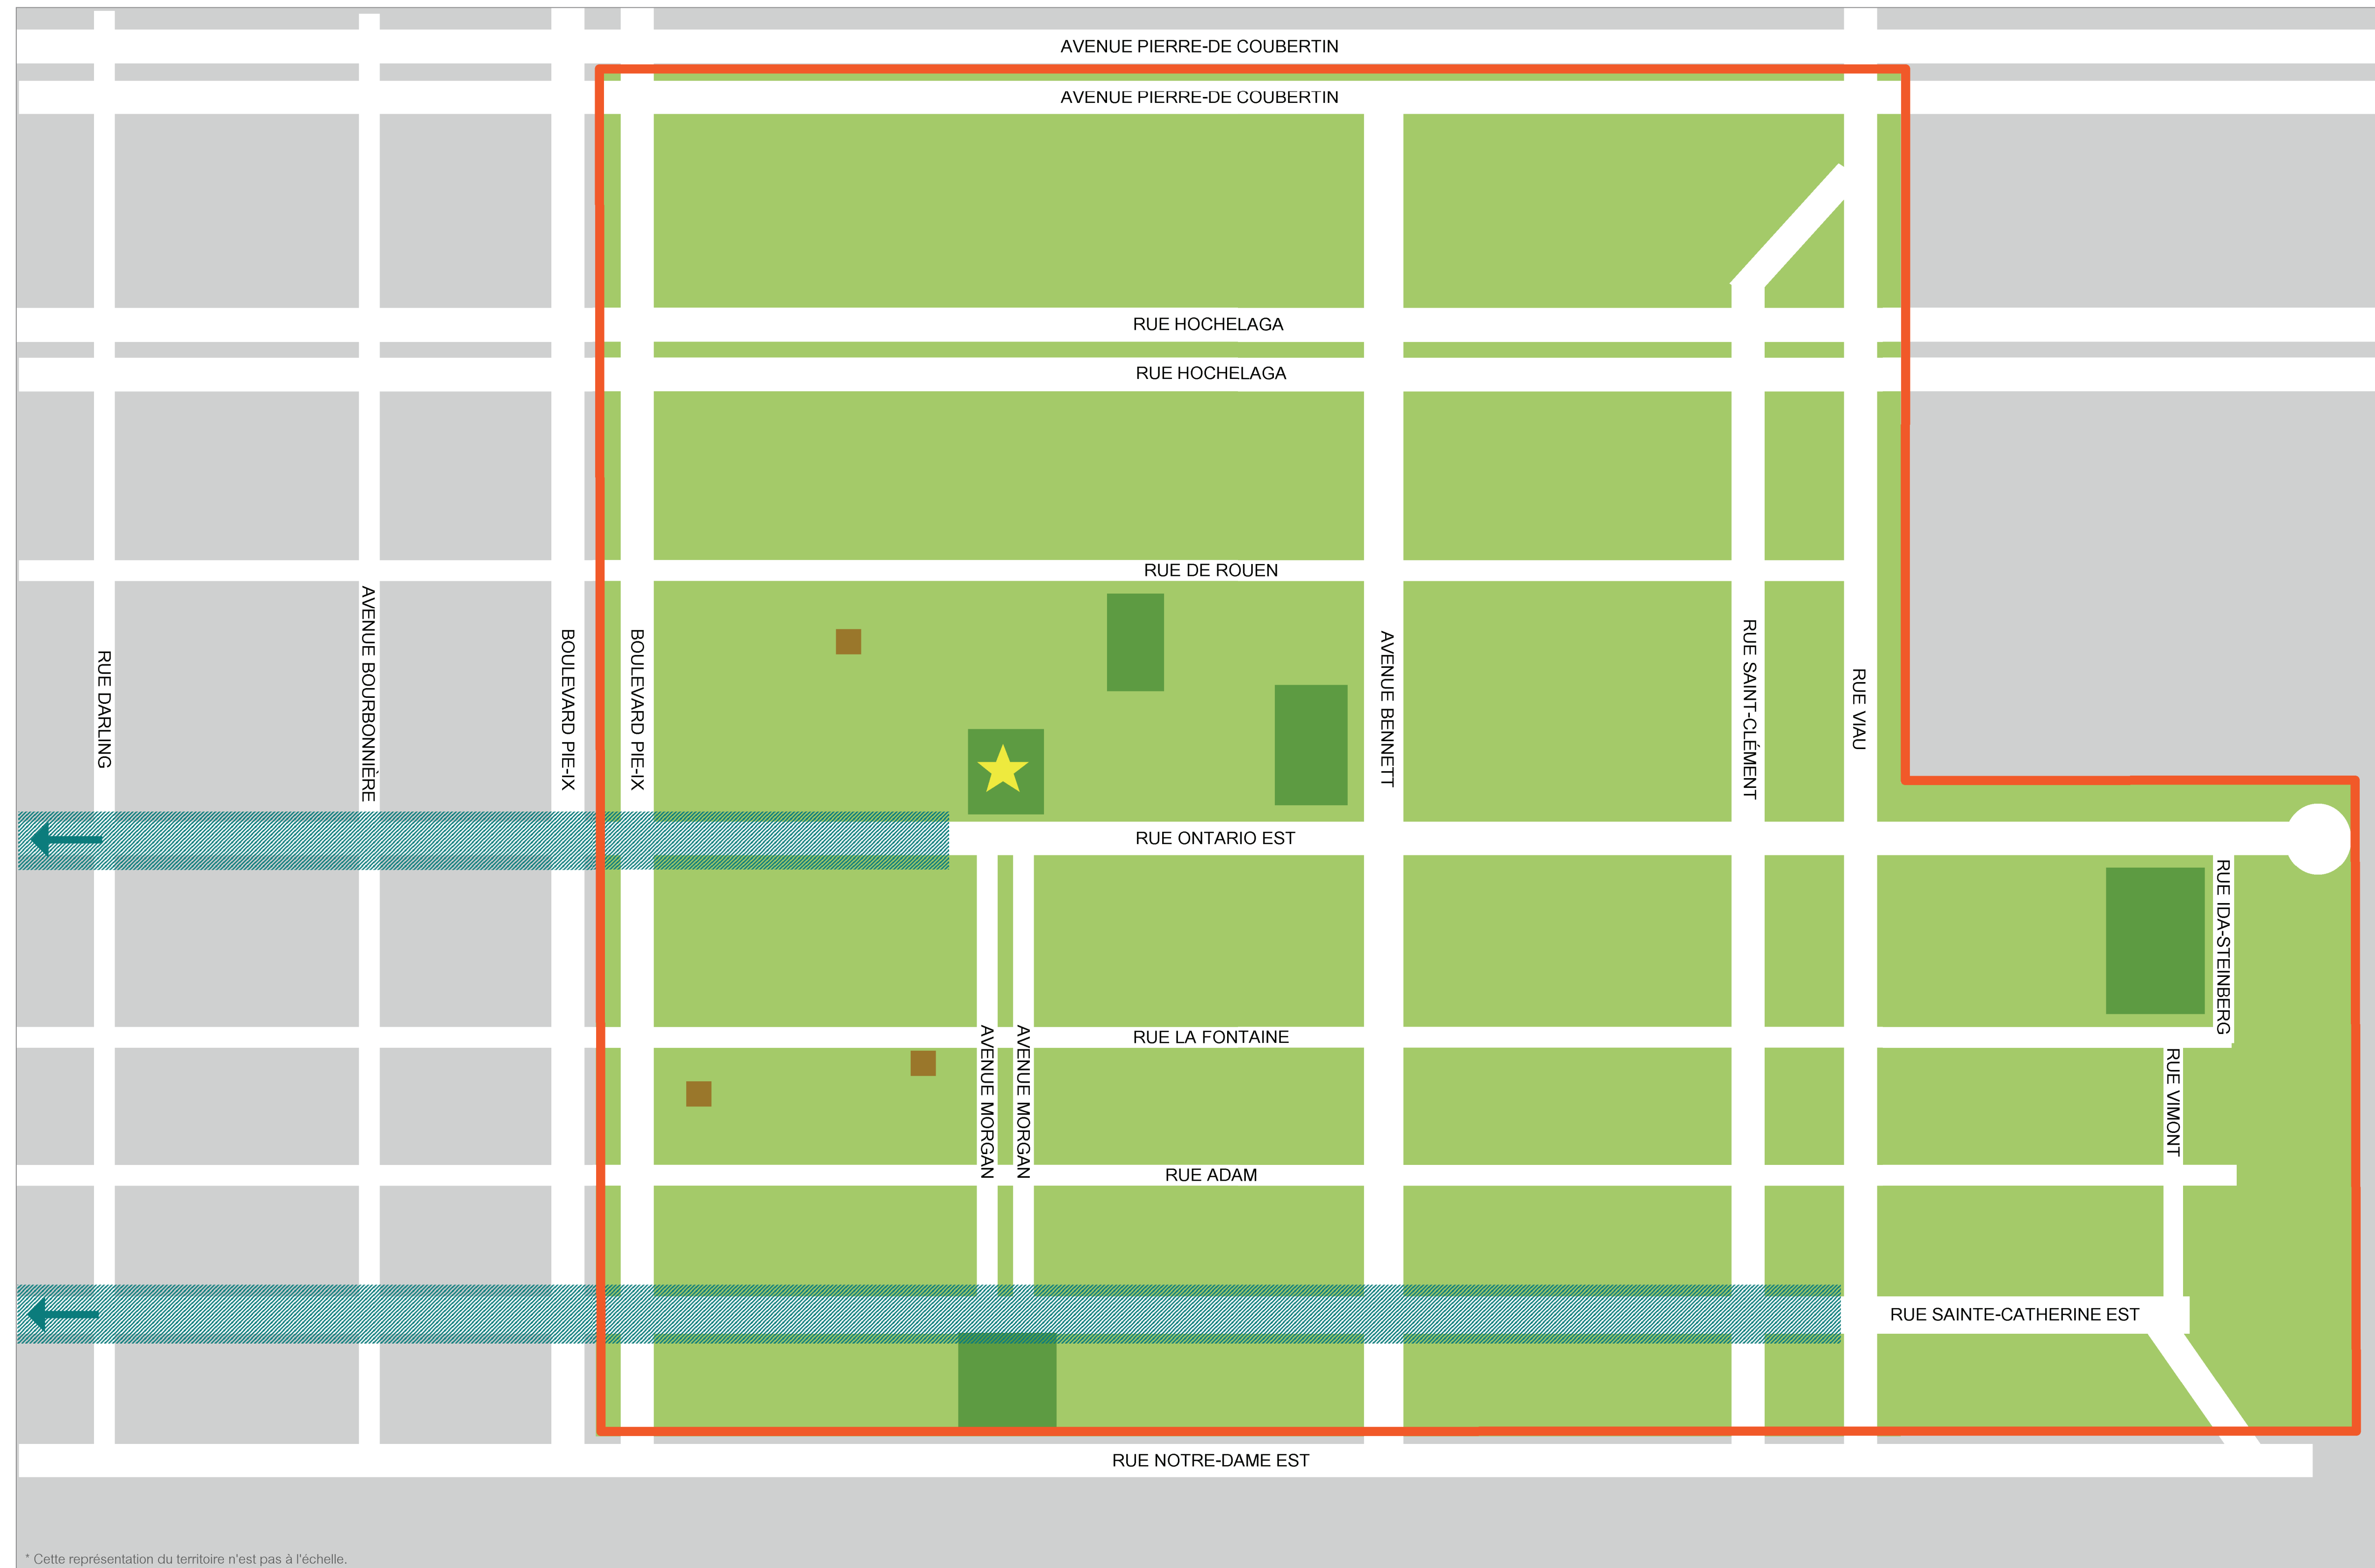 AVENUE PIERRE-DE COUBERTIN
AVENUE PIERRE-DE COUBERTIN
RUE HOCHELAGA
RUE HOCHELAGA
RUE DE ROUEN
RUE DARLING
AVENUE BOURBONNIÈRE
BOULEVARD PIE-IX
BOULEVARD PIE-IX
AVENUE BENNETT
RUE SAINT-CLÉMENT
RUE VIAU
RUE ONTARIO EST
RUE IDA-STEINBERG
RUE LA FONTAINE
AVENUE MORGAN
AVENUE MORGAN
RUE VIMONT
RUE ADAM
RUE SAINTE-CATHERINE EST
RUE NOTRE-DAME EST
* Cette représentation du territoire n'est pas à l'échelle.